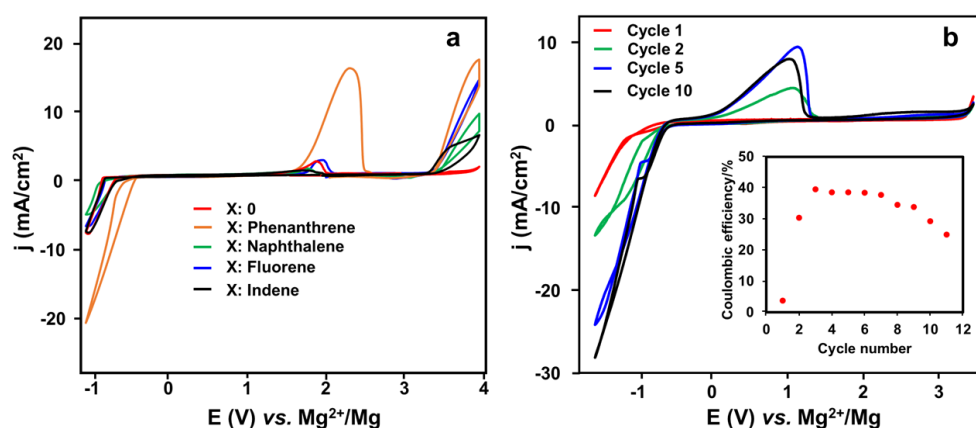 a
j (mA/cm²)
20
10
0
-10
-20
X: 0
X: Phenanthrene
X: Naphthalene
X: Fluorene
X: Indene
-1
0
1
2
3
4
E (V) vs. Mg²⁺/Mg
b
j (mA/cm²)
10
0
-10
-20
-30
Cycle 1
Cycle 2
Cycle 5
Cycle 10
Coulombic efficiency/%
50
40
30
20
10
0
0
2
4
6
8
10
12
Cycle number
-1
0
1
2
3
E (V) vs. Mg²⁺/Mg